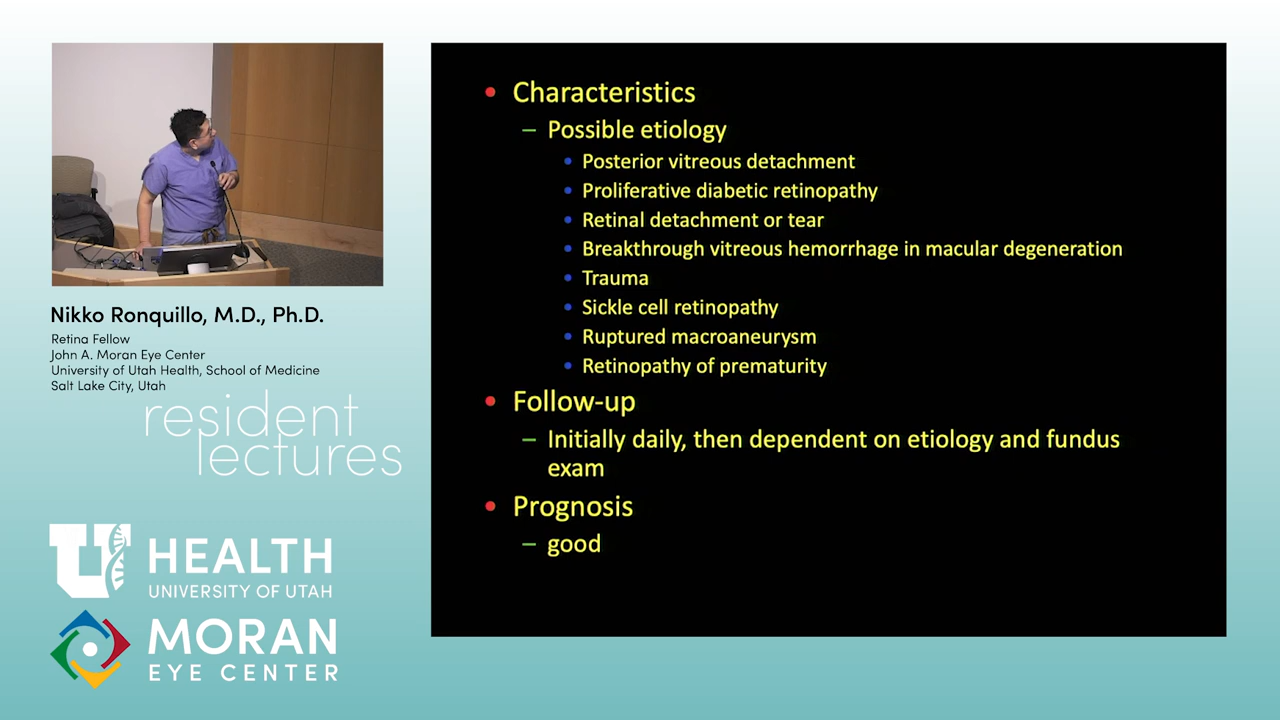 Nikko Ronquillo, M.D., Ph.D.
Retina Fellow
John A. Moran Eye Center
University of Utah Health, School of Medicine
Salt Lake City, Utah
resident
lectures
U HEALTH
UNIVERSITY OF UTAH
MORAN
EYE CENTER
• Characteristics
– Possible etiology
• Posterior vitreous detachment
• Proliferative diabetic retinopathy
• Retinal detachment or tear
• Breakthrough vitreous hemorrhage in macular degeneration
• Trauma
• Sickle cell retinopathy
• Ruptured macroaneurysm
• Retinopathy of prematurity
• Follow-up
– Initially daily, then dependent on etiology and fundus
exam
• Prognosis
– good